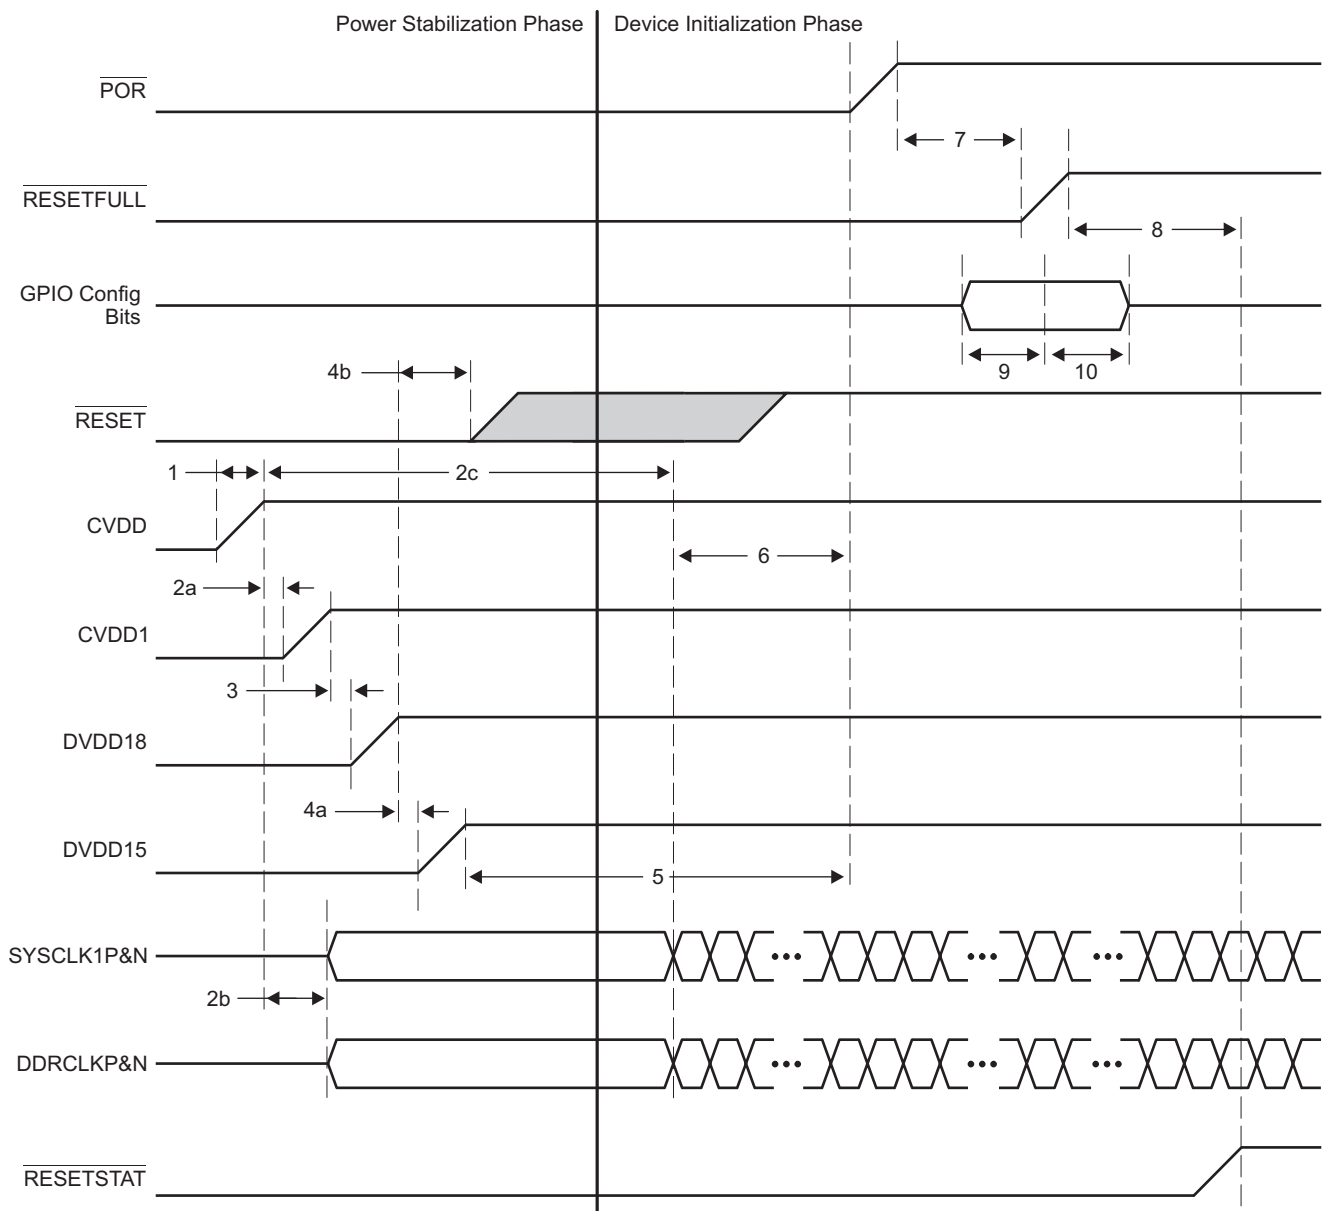 Power Stabilization Phase
Device Initialization Phase
POR
7
RESETFULL
8
GPIO Config
Bits
9
10
4b
RESET
1
2c
CVDD
6
2a
CVDD1
3
DVDD18
4a
DVDD15
5
SYSCLK1P&N
2b
DDRCLKP&N
RESETSTAT